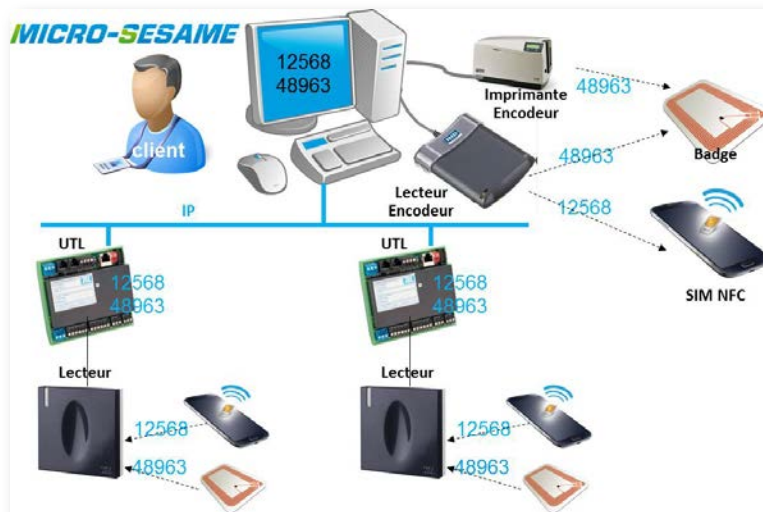 MICRO-SESAME
12568
48963
client
Imprimante
Encodeur
48963
Badge
48963
12568
Lecteur
Encodeur
SIM NFC
IP
UTL
12568
48963
UTL
12568
48963
Lecteur
12568
48963
Lecteur
12568
48963